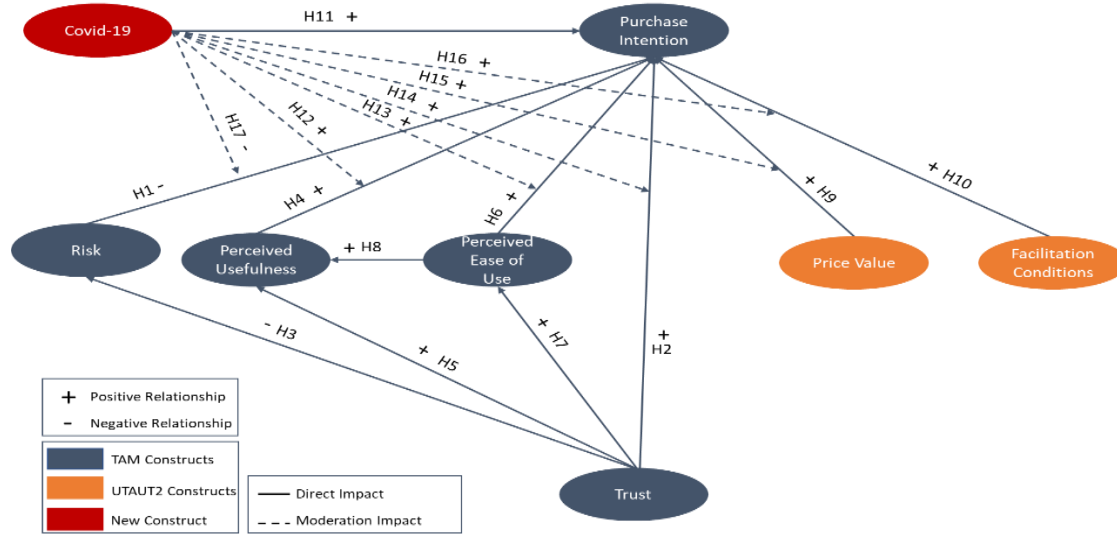 Covid-19
H11 +
Purchase
Intention
H16 +
H15 +
H14 +
H13 +
H12 +
H17 -
H1 -
H4 +
H6 +
+ H9
+ H10
Risk
Perceived
Usefulness
+ H8
Perceived
Ease of
Use
Price Value
Facilitation
Conditions
- H3
+ H5
+ H7
+
H2
+ Positive Relationship
- Negative Relationship
TAM Constructs
UTAUT2 Constructs
New Construct
Direct Impact
Moderation Impact
Trust